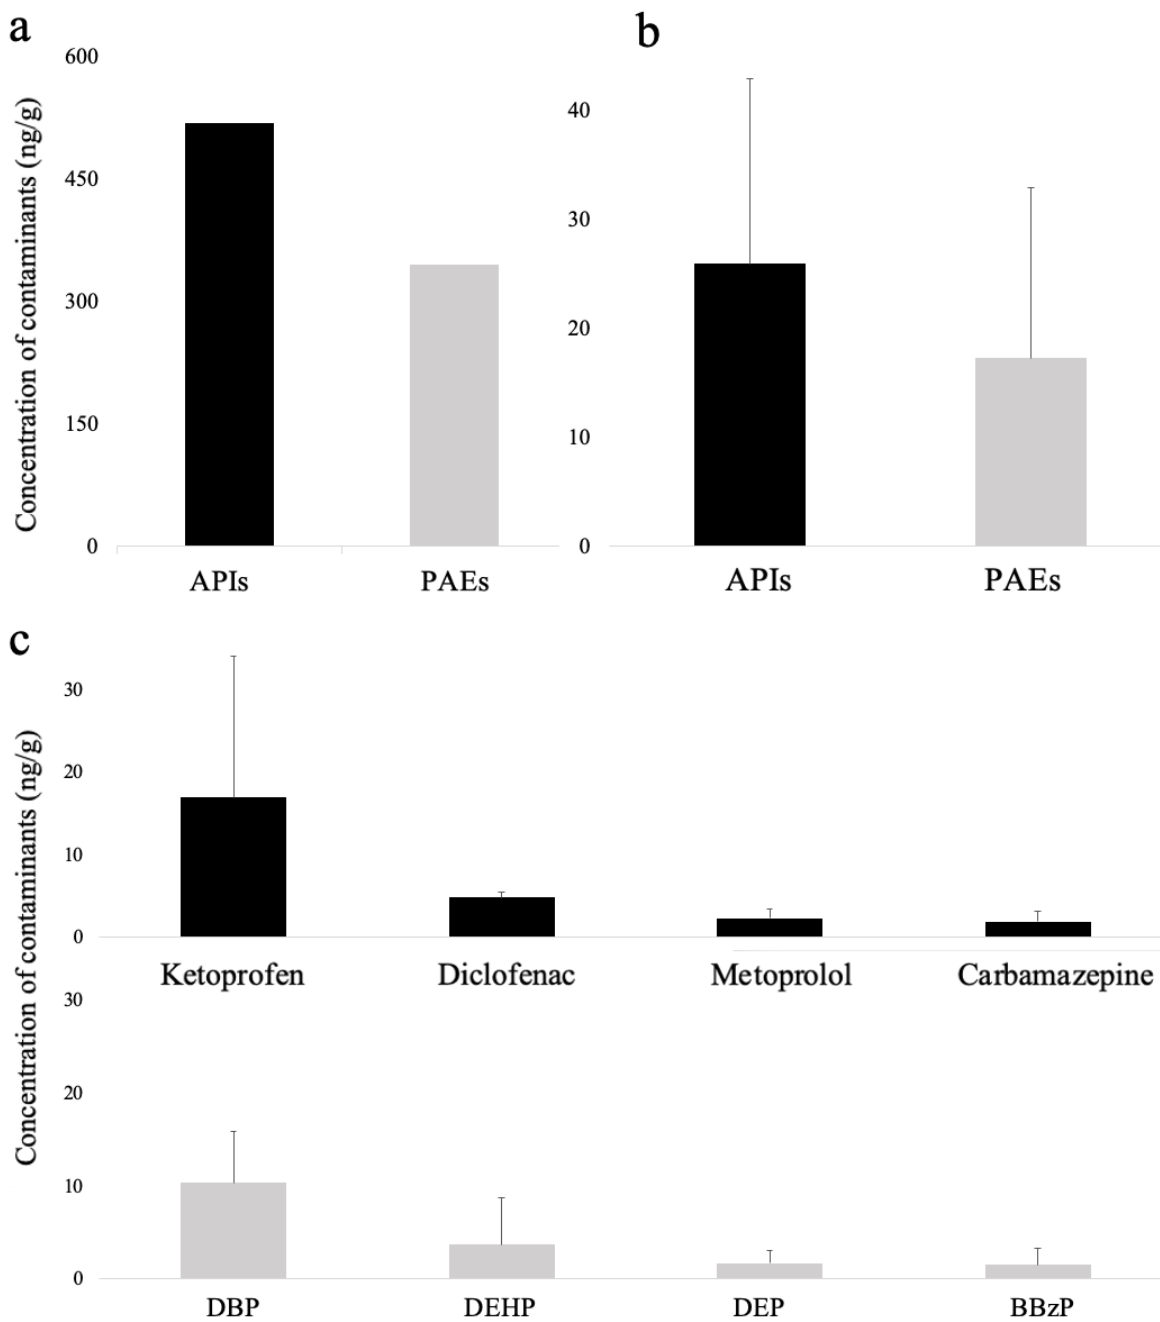 a
Concentration of contaminants (ng/g)
600
450
300
150
0
APIs PAEs
b
40
30
20
10
0
APIs PAEs
c
Concentration of contaminants (ng/g)
30
20
10
0
Ketoprofen Diclofenac Metoprolol Carbamazepine
30
20
10
0
DBP DEHP DEP BBzP